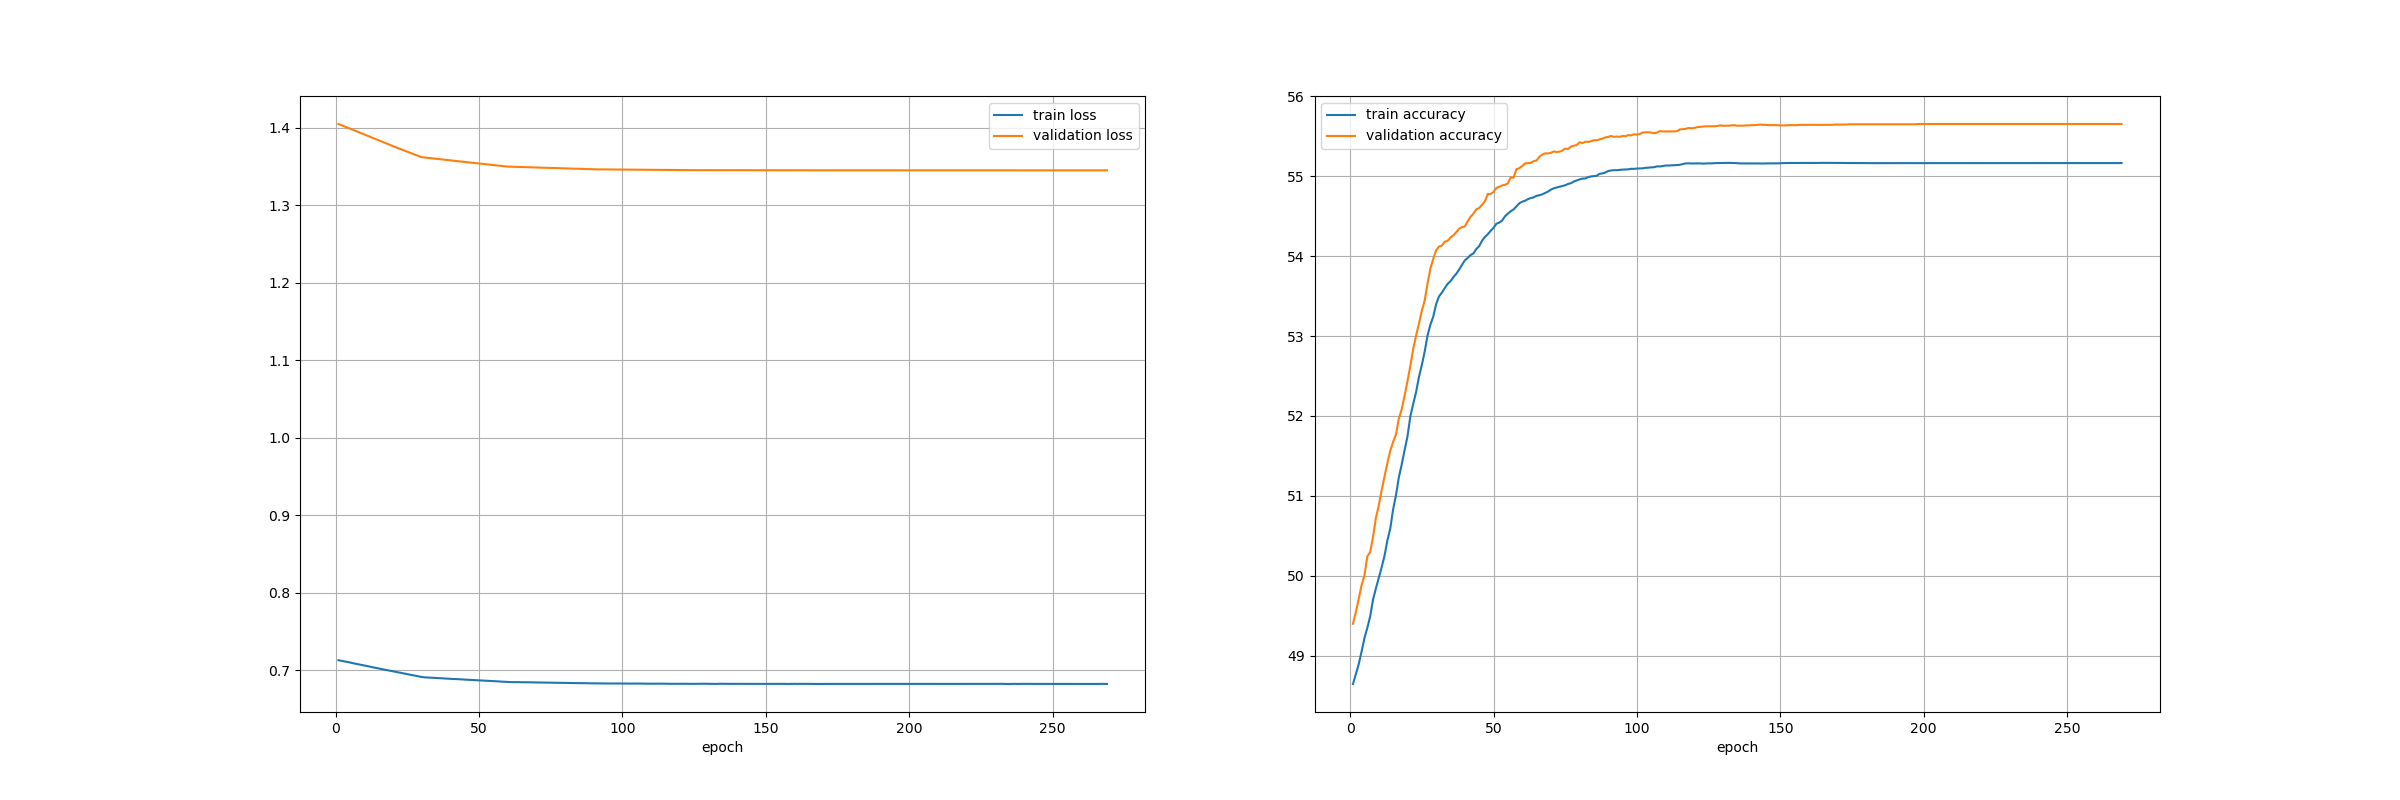 train loss
validation loss
1.4
1.3
1.2
1.1
1.0
0.9
0.8
0.7
0 50 100 150 200 250
epoch
train accuracy
validation accuracy
56
55
54
53
52
51
50
49
0 50 100 150 200 250
epoch